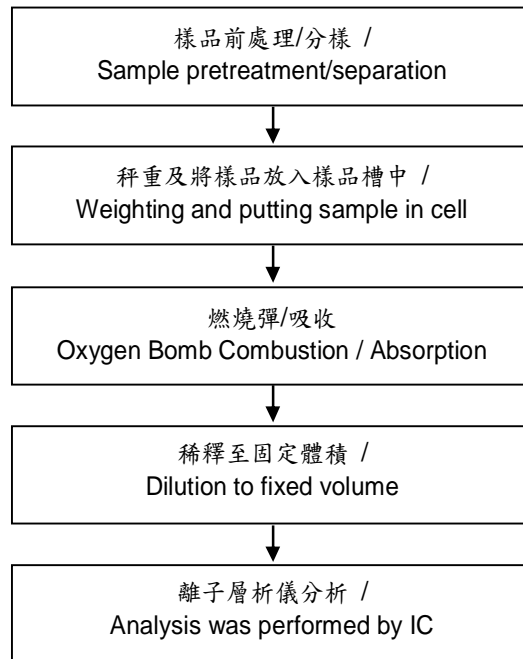 樣品前處理/分樣 /
Sample pretreatment/separation
秤重及將樣品放入樣品槽中 /
Weighting and putting sample in cell
燃燒彈/吸收
Oxygen Bomb Combustion / Absorption
稀釋至固定體積 /
Dilution to fixed volume
離子層析儀分析 /
Analysis was performed by IC